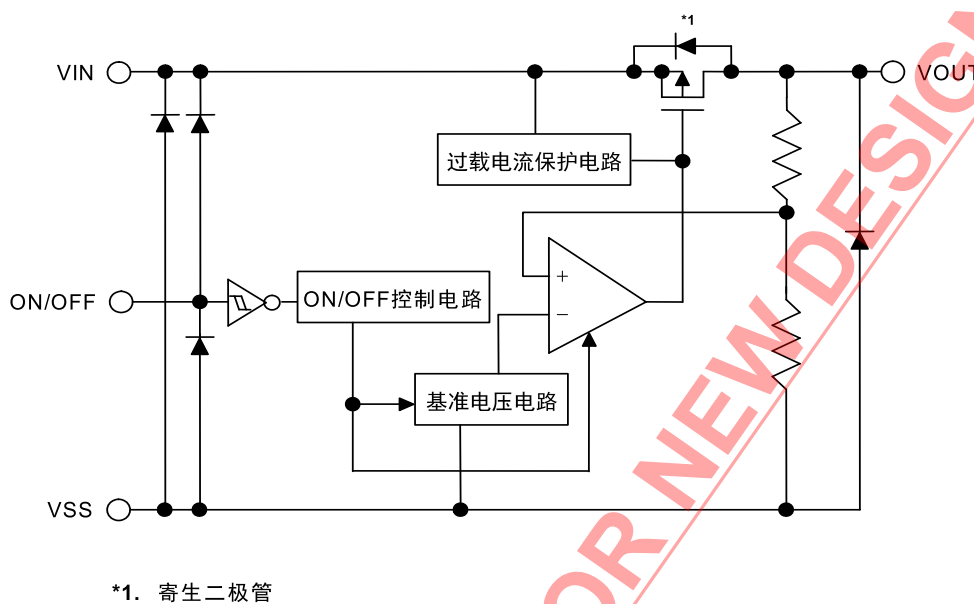 *1
VIN
VOUT
过载电流保护电路
+
ON/OFF
ON/OFF控制电路
−
基准电压电路
VSS
*1. 寄生二极管
OR NEW DESIGN